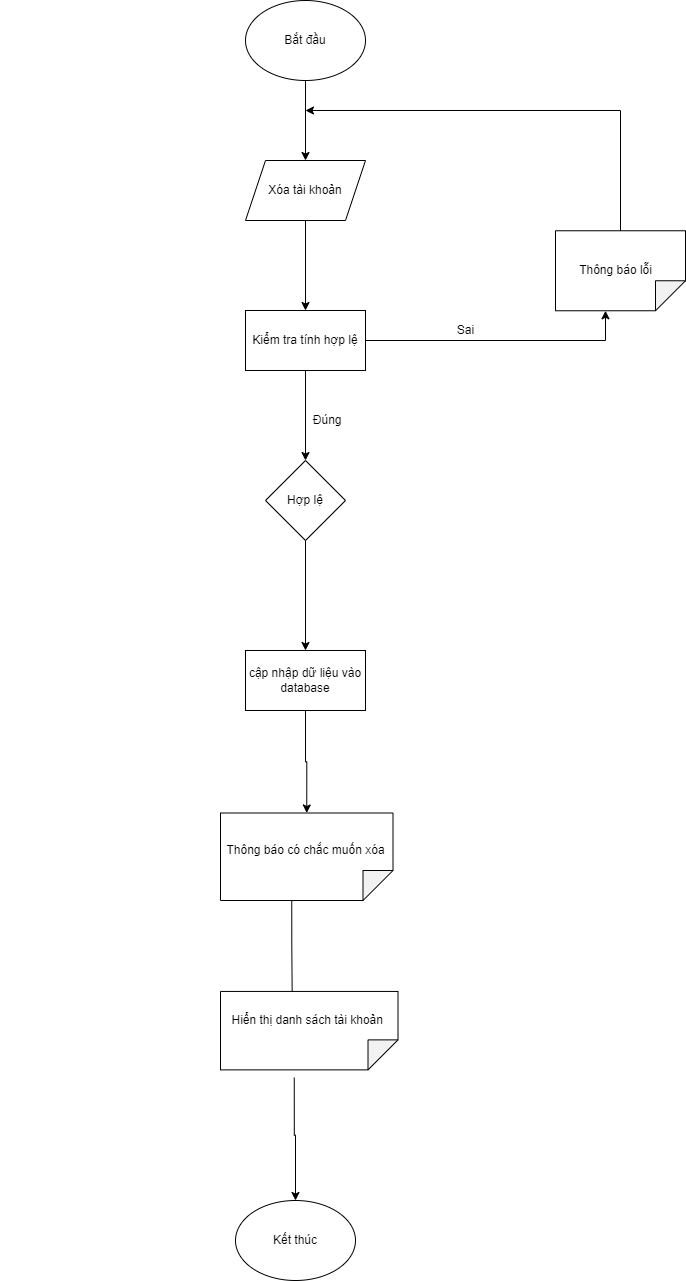 Bắt đầu
Xóa tài khoản
Thông báo lỗi
Kiểm tra tính hợp lệ
Sai
Đúng
Hợp lệ
cập nhập dữ liệu vào
database
Thông báo có chắc muốn xóa
Hiển thị danh sách tài khoản
Kết thúc